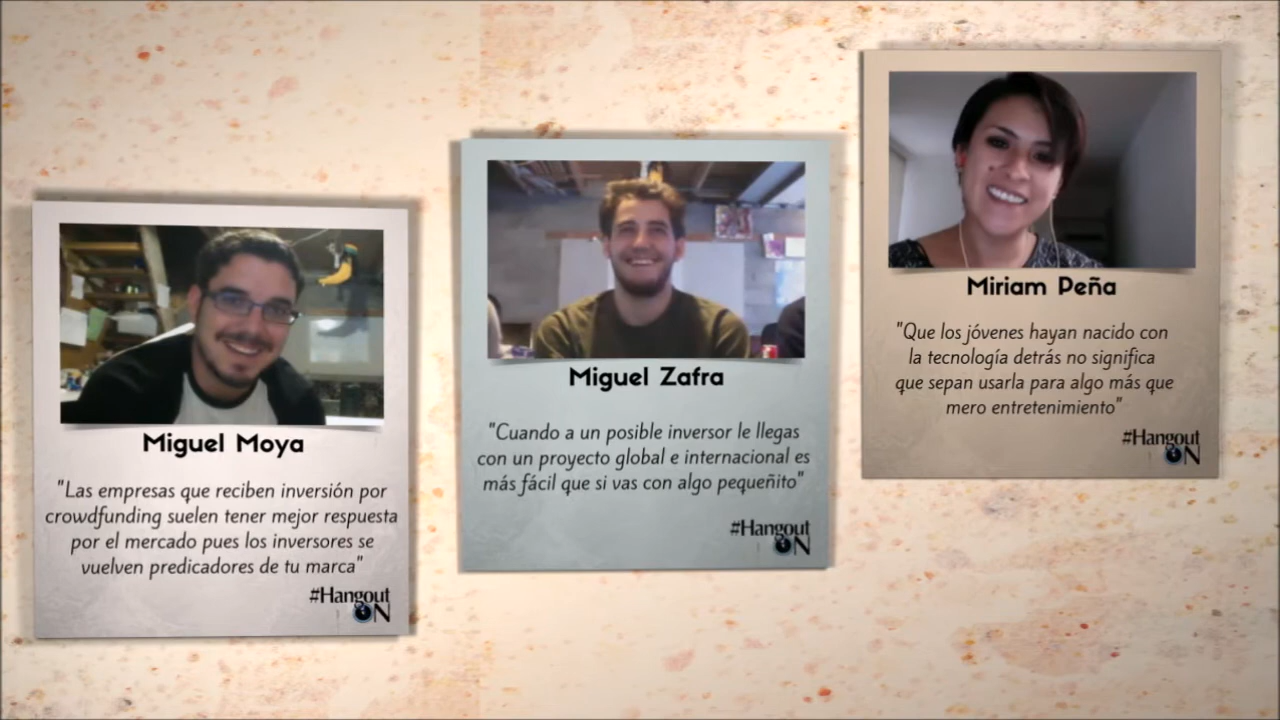 Miguel Moya
"Las empresas que reciben inversión por
crowdfunding suelen tener mejor respuesta
por el mercado pues los inversores se
vuelven predicadores de tu marca"
#Hangout
ON
Miguel Zafra
"Cuando a un posible inversor le llegas
con un proyecto global e internacional es
más fácil que si vas con algo pequeñito"
#Hangout
ON
Miriam Peña
"Que los jóvenes hayan nacido con
la tecnología detrás no significa
que sepan usarla para algo más que
mero entretenimiento"
#Hangout
ON